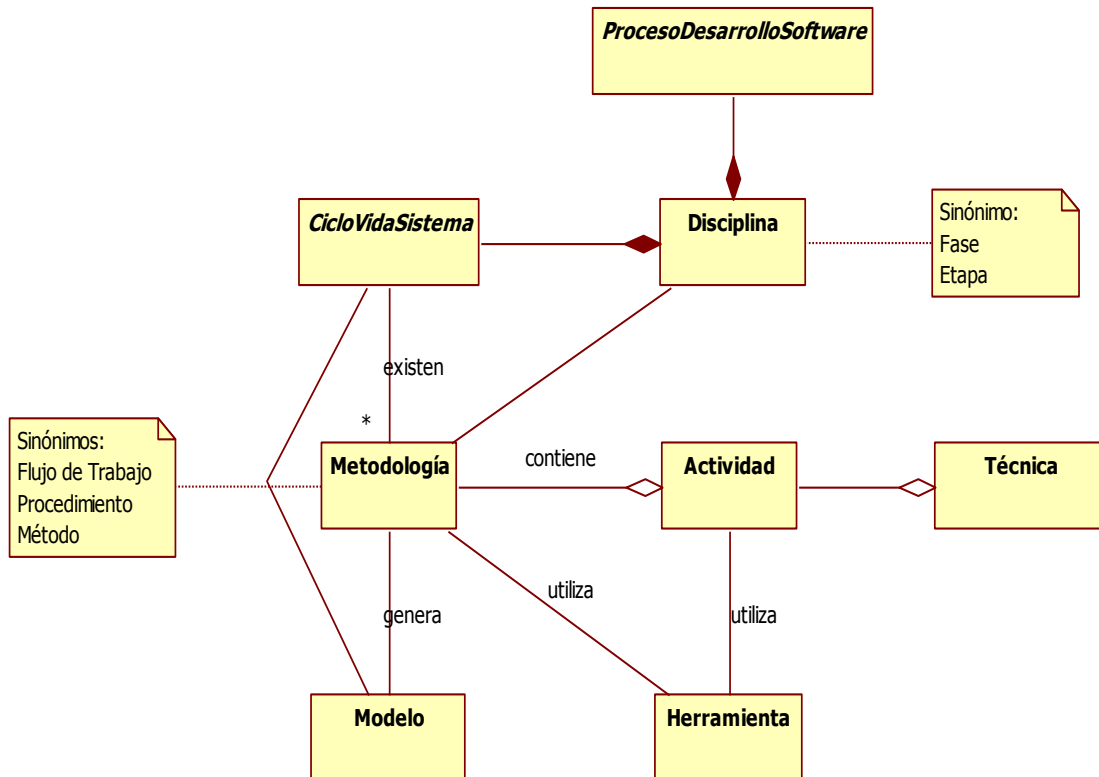 ProcesoDesarrolloSoftware
CicloVidaSistema
Disciplina
Sinónimo:
Fase
Etapa
existen
*
Sinónimos:
Flujo de Trabajo
Procedimiento
Método
Metodología
contiene
Actividad
Técnica
genera
utiliza
utiliza
Modelo
Herramienta